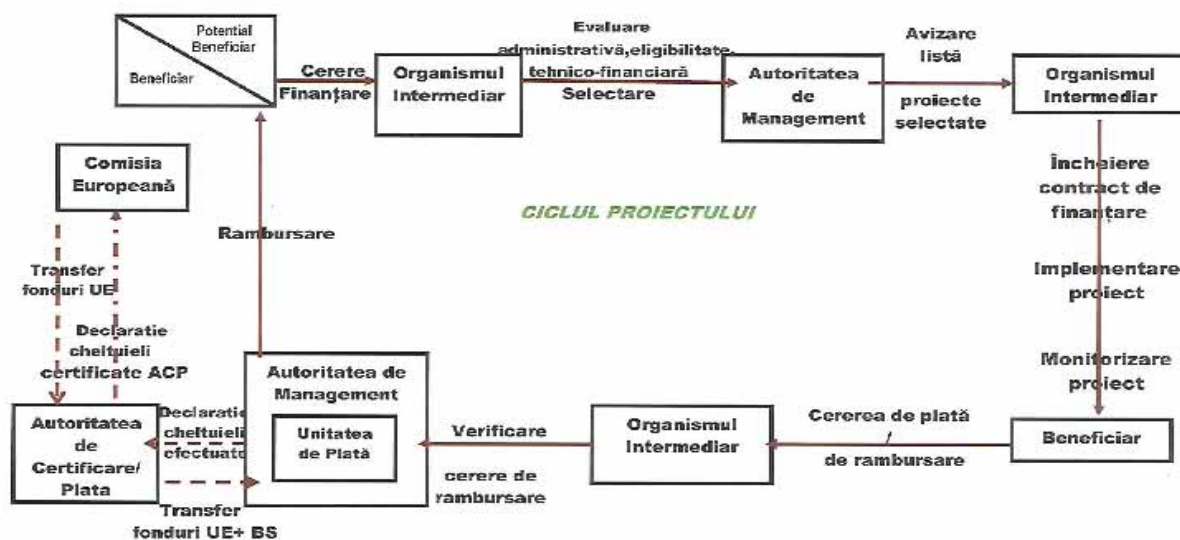 Potential
Beneficiar
Beneficiar
Cerere
Finanțare
Organismul
Intermediar
Evaluare
administrativă,eligibilitate,
tehnico-financiară
Selectare
Autoritatea
de
Management
Avizare
listă
proiecte
selectate
Organismul
Intermediar
Comisia
Europeană
CICLUL PROIECTULUI
Rambursare
Încheiere
contract de
finanțare
Transfer
fonduri UE
Implementare
proiect
Declaratie
cheltuieli
certificate ACP
Monitorizare
proiect
Autoritatea
de
Certificare/
Plata
Declaratie
cheltuieli
efectuate
Autoritatea de
Management
Unitatea
de Plată
Verificare
cerere de
rambursare
Organismul
Intermediar
Cererea de plată
/
de rambursare
Beneficiar
Transfer
fonduri UE+ BS